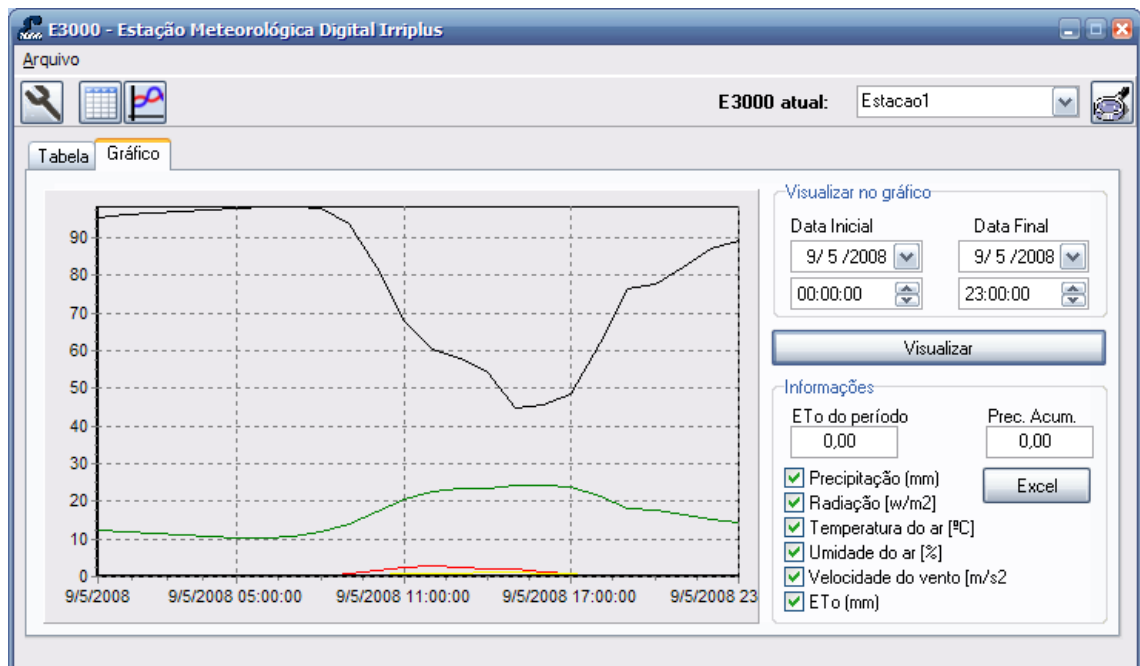 E3000 - Estação Meteorológica Digital Irriplus
Arquivo
E3000 atual: Estacao1
Tabela Gráfico
90
80
70
60
50
40
30
20
10
0
9/5/2008 9/5/2008 05:00:00 9/5/2008 11:00:00 9/5/2008 17:00:00 9/5/2008 23
Visualizar no gráfico
Data Inicial Data Final
9/ 5 /2008 9/ 5 /2008
00:00:00 23:00:00
Visualizar
Informações
ETo do período Prec. Acum.
0,00 0,00
Precipitação (mm)
Excel
Radiação [w/m2]
Temperatura do ar [ºC]
Umidade do ar [%]
Velocidade do vento [m/s2
ETo (mm)